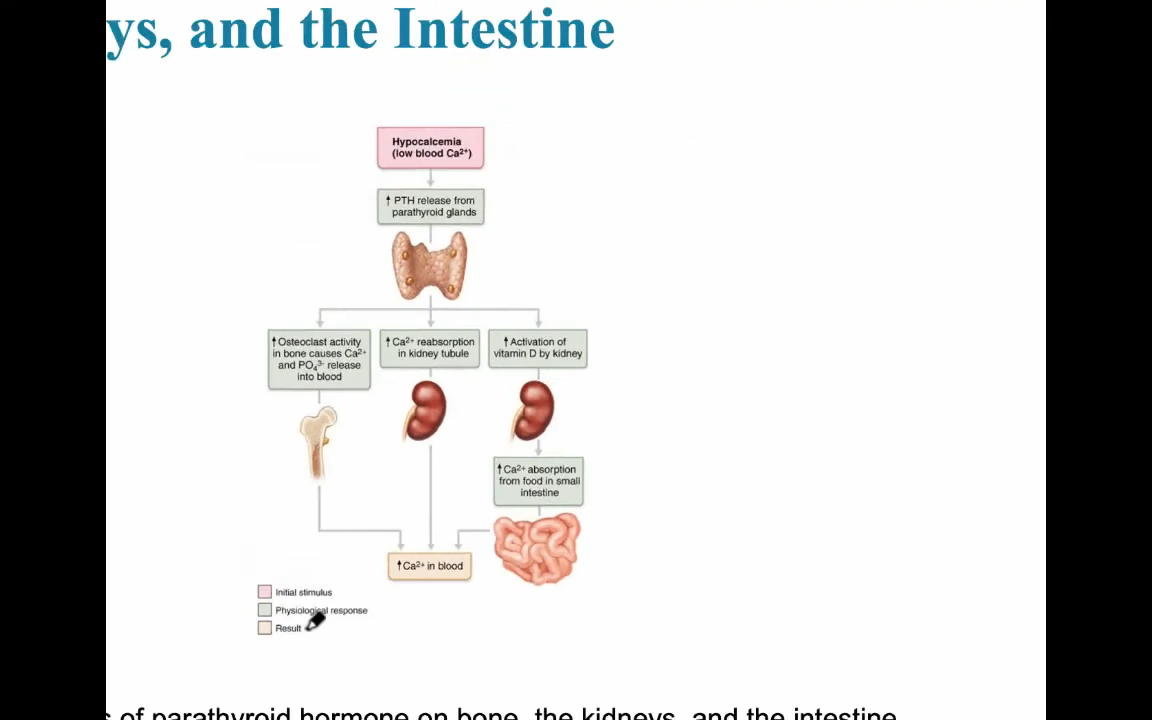 ys, and the Intestine
Hypocalcemia
(low blood Ca²⁺)
↑ PTH release from
parathyroid glands
↑Osteoclast activity
in bone causes Ca²⁺
and PO₄³⁻ release
into blood
↑Ca²⁺ reabsorption
in kidney tubule
↑Activation of
vitamin D by kidney
↑Ca²⁺ absorption
from food in small
intestine
↑Ca²⁺ in blood
Initial stimulus
Physiological response
Result
of parathyroid hormone on bone, the kidneys, and the intestine